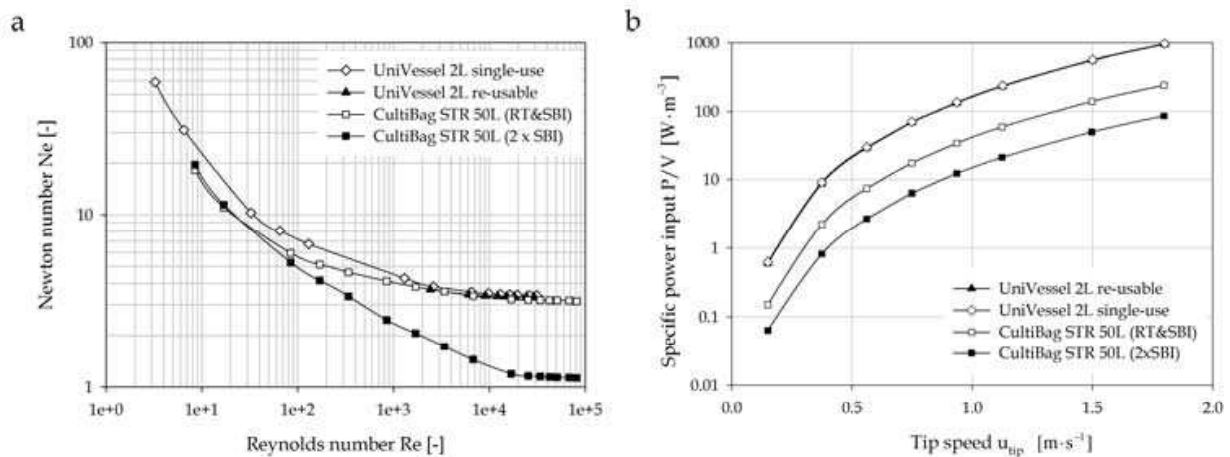 a
Newton number Ne [-]
100
10
1
1e+0
1e+1
1e+2
1e+3
1e+4
1e+5
Reynolds number Re [-]
UniVessel 2L single-use
UniVessel 2L re-usable
CultiBag STR 50L (RT&SBI)
CultiBag STR 50L (2 x SBI)
b
Specific power input P/V [W·m⁻³]
1000
100
10
1
0.1
0.01
0.0
0.5
1.0
1.5
2.0
Tip speed u_tip [m·s⁻¹]
UniVessel 2L re-usable
UniVessel 2L single-use
CultiBag STR 50L (RT&SBI)
CultiBag STR 50L (2xSBI)